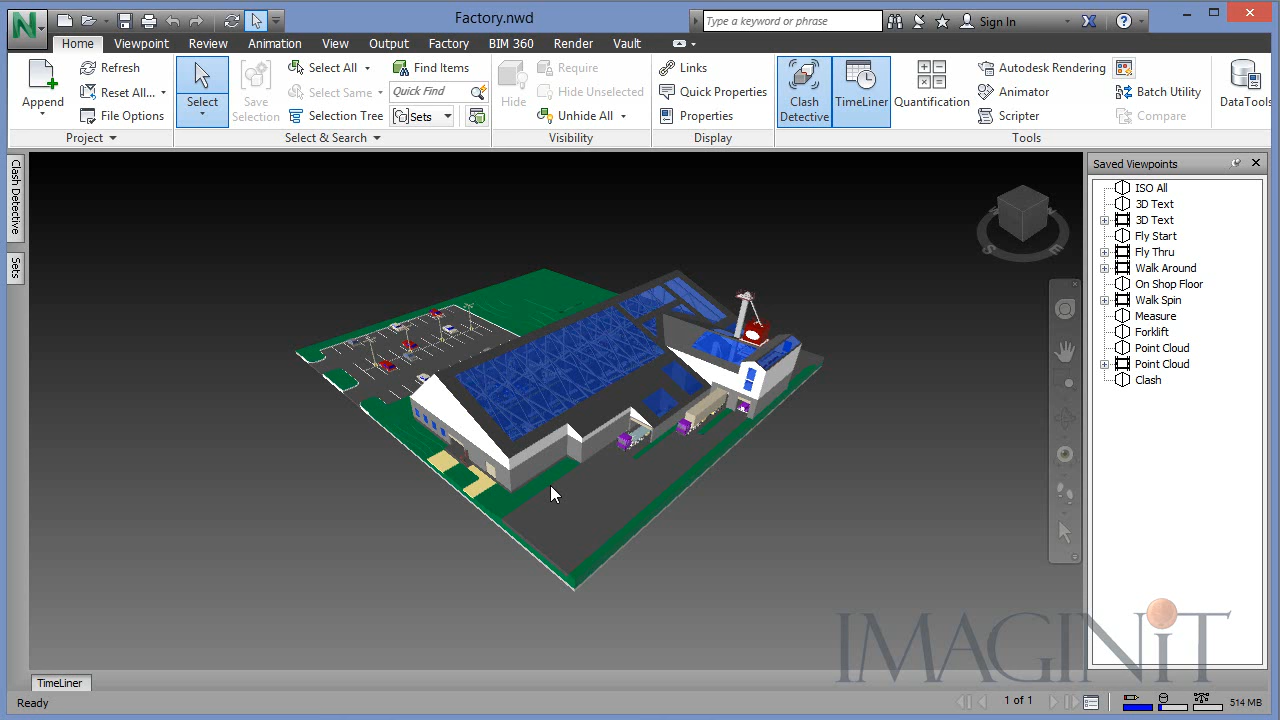 N
Factory.nwd
Type a keyword or phrase
Sign In
Home Viewpoint Review Animation View Output Factory BIM 360 Render Vault
Append
Refresh
Reset All...
File Options
Project
Select
Save Selection
Select All
Select Same
Selection Tree
Find Items
Quick Find
Sets
Select & Search
Hide
Require
Hide Unselected
Unhide All
Visibility
Links
Quick Properties
Properties
Display
Clash Detective
TimeLiner
Quantification
Autodesk Rendering
Animator
Scripter
Batch Utility
Compare
DataTools
Tools
Clash Detective
Sets
S
E
Saved Viewpoints
ISO All
3D Text
3D Text
Fly Start
Fly Thru
Walk Around
On Shop Floor
Walk Spin
Measure
Forklift
Point Cloud
Point Cloud
Clash
IMAGINiT
TimeLiner
Ready
1 of 1
514 MB